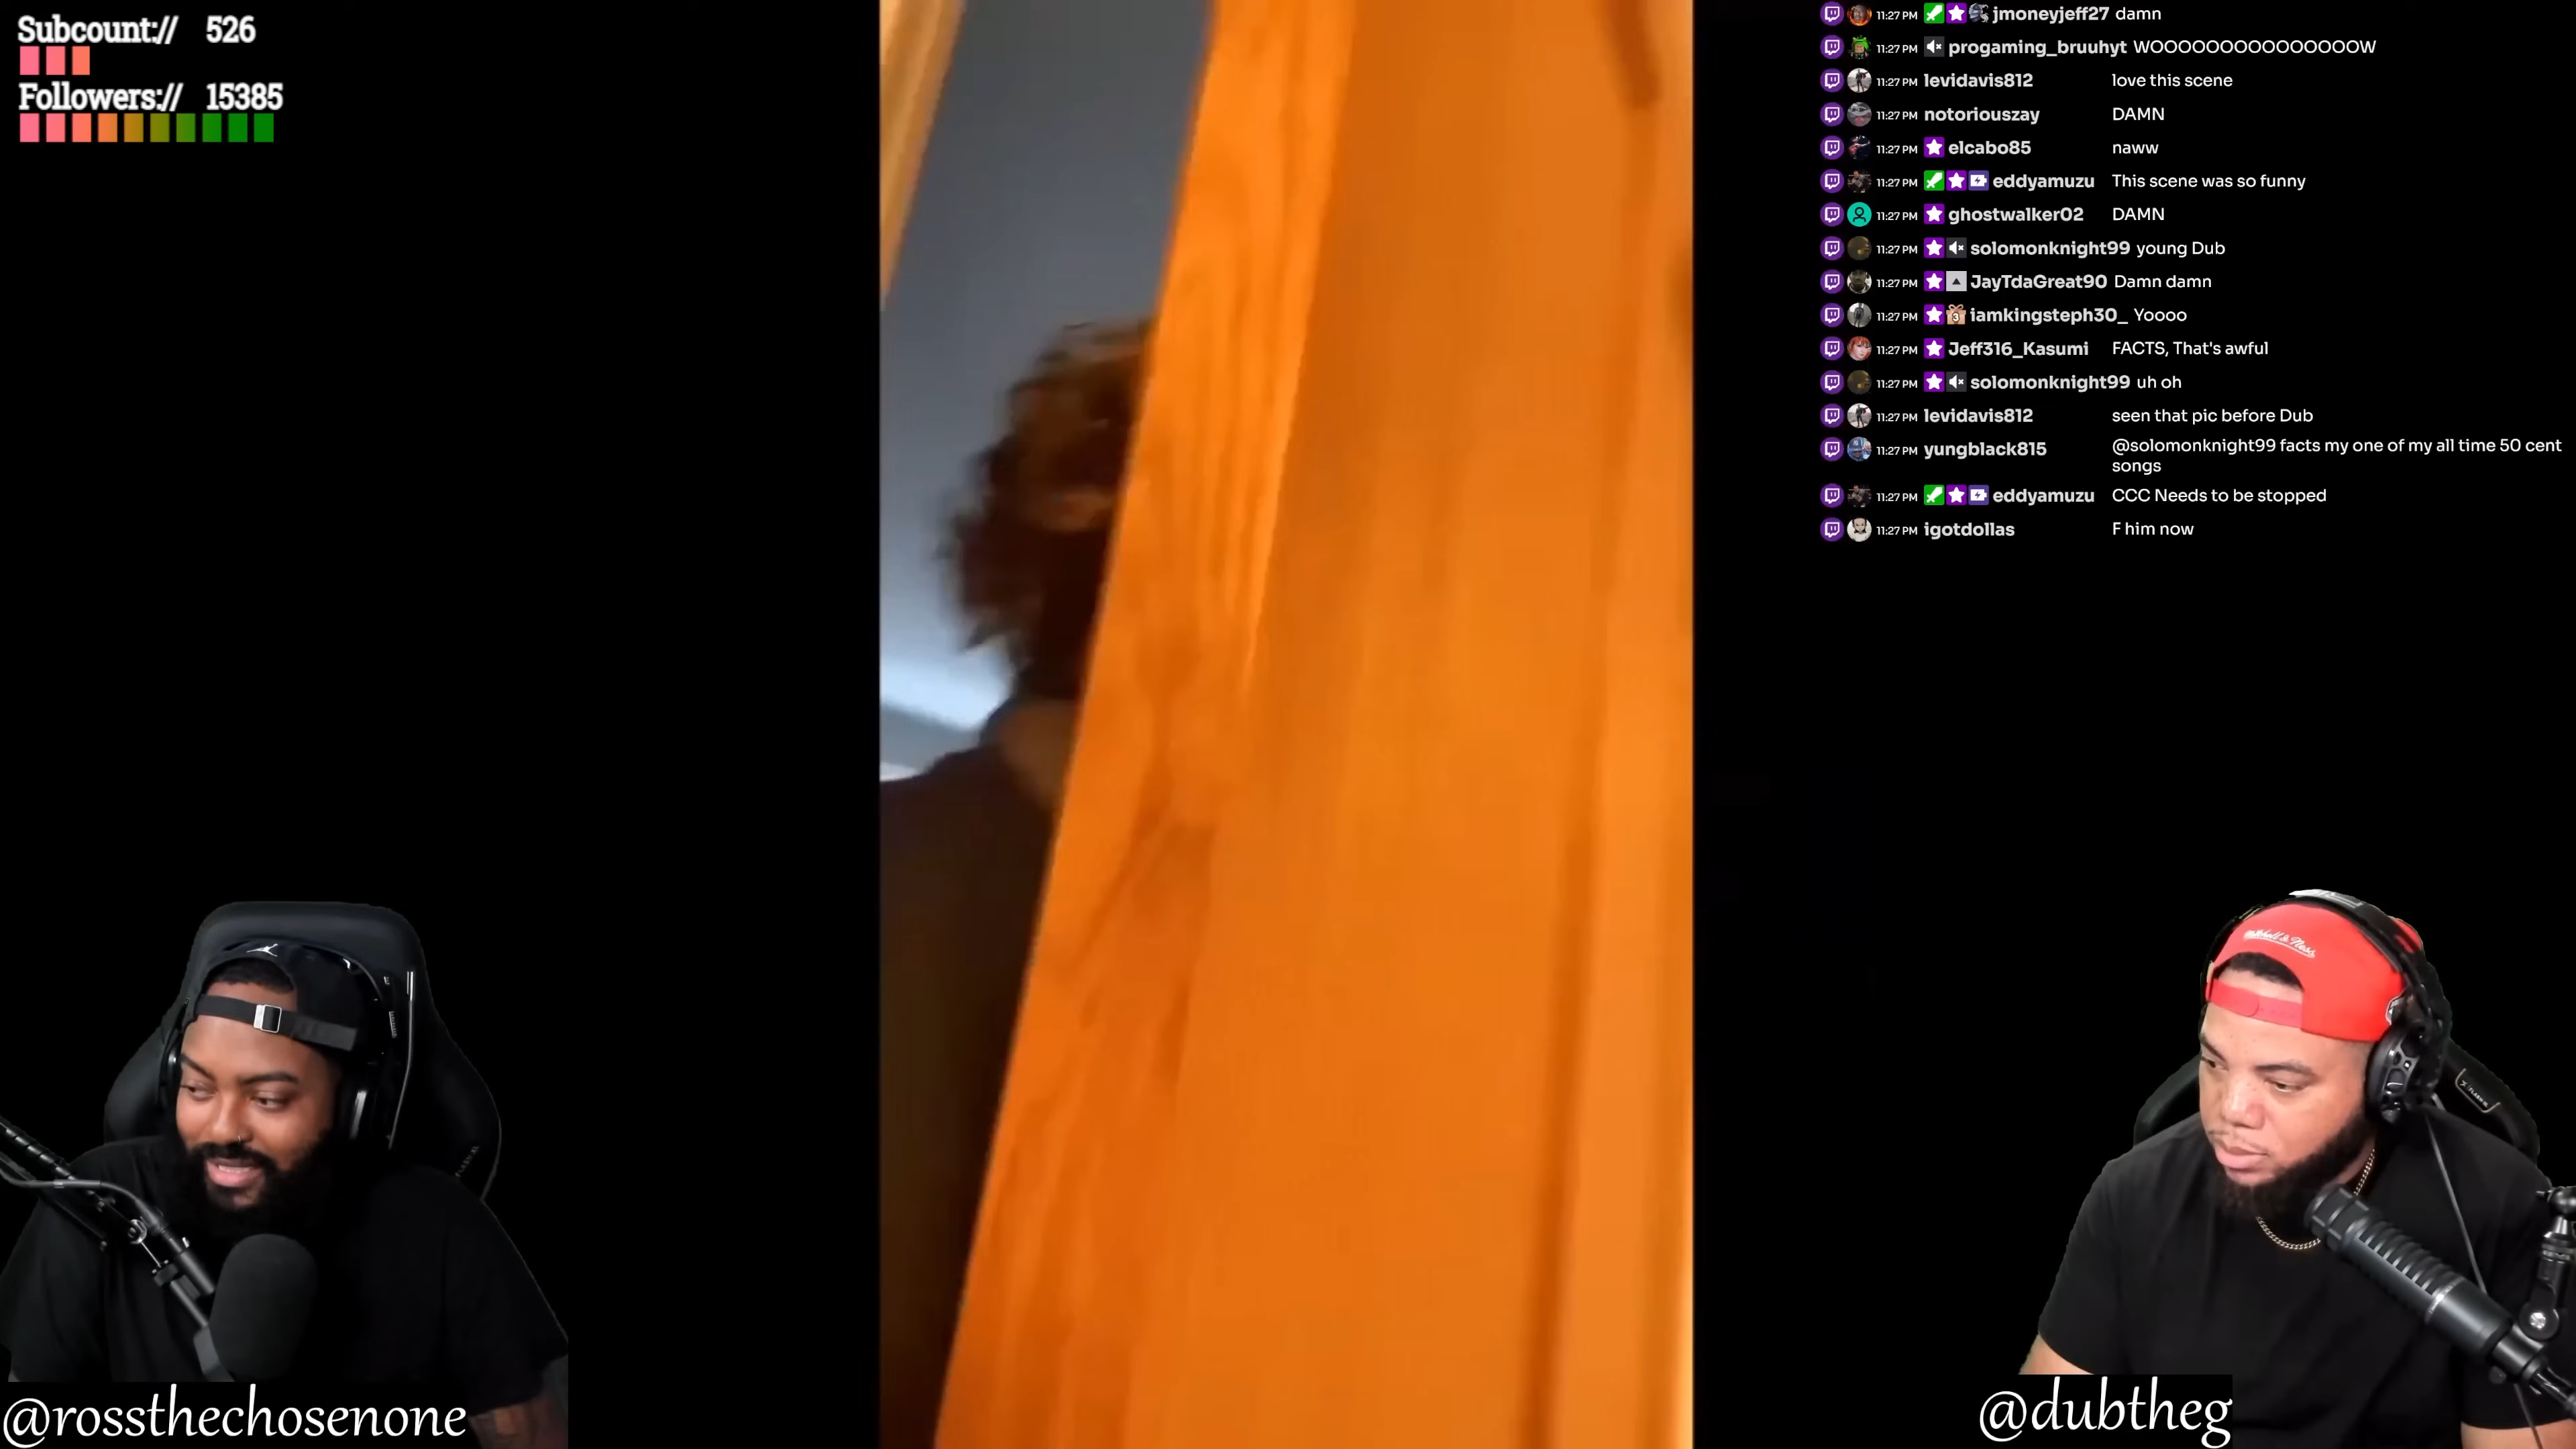 Subcount:// 526
Followers:// 15385
11:27 PM jmoneyjeff27 damn
11:27 PM progaming_bruuhyt WOOOOOOOOOOOOOOOW
11:27 PM levidavis812 love this scene
11:27 PM notoriouszay DAMN
11:27 PM elcabo85 naww
11:27 PM eddyamuzu This scene was so funny
11:27 PM ghostwalker02 DAMN
11:27 PM solomonknight99 young Dub
11:27 PM JayTdaGreat90 Damn damn
11:27 PM 3 iamkingsteph30_ Yoooo
11:27 PM Jeff316_Kasumi FACTS, That's awful
11:27 PM solomonknight99 uh oh
11:27 PM levidavis812 seen that pic before Dub
11:27 PM yungblack815 @solomonknight99 facts my one of my all time 50 cent
songs
11:27 PM eddyamuzu CCC Needs to be stopped
11:27 PM igotdollas F him now
Mitchell & Ness
@rossthechosenone
@dubtheg